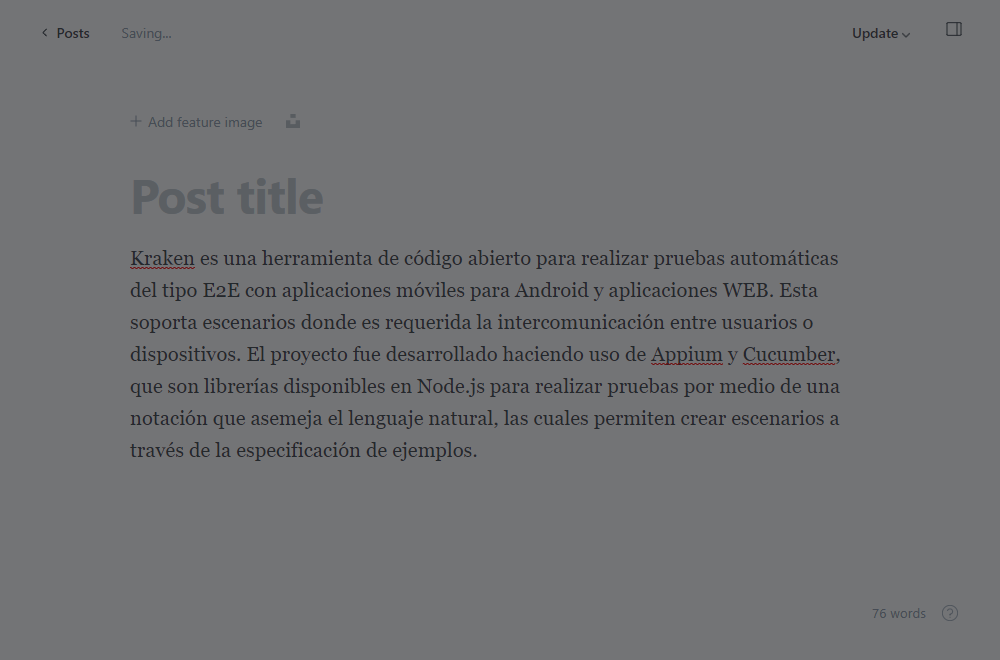 Posts
Saving...
Update
Add feature image
Post title
Kraken es una herramienta de código abierto para realizar pruebas automáticas
del tipo E2E con aplicaciones móviles para Android y aplicaciones WEB. Esta
soporta escenarios donde es requerida la intercomunicación entre usuarios o
dispositivos. El proyecto fue desarrollado haciendo uso de Appium y Cucumber,
que son librerías disponibles en Node.js para realizar pruebas por medio de una
notación que asemeja el lenguaje natural, las cuales permiten crear escenarios a
través de la especificación de ejemplos.
76 words
?